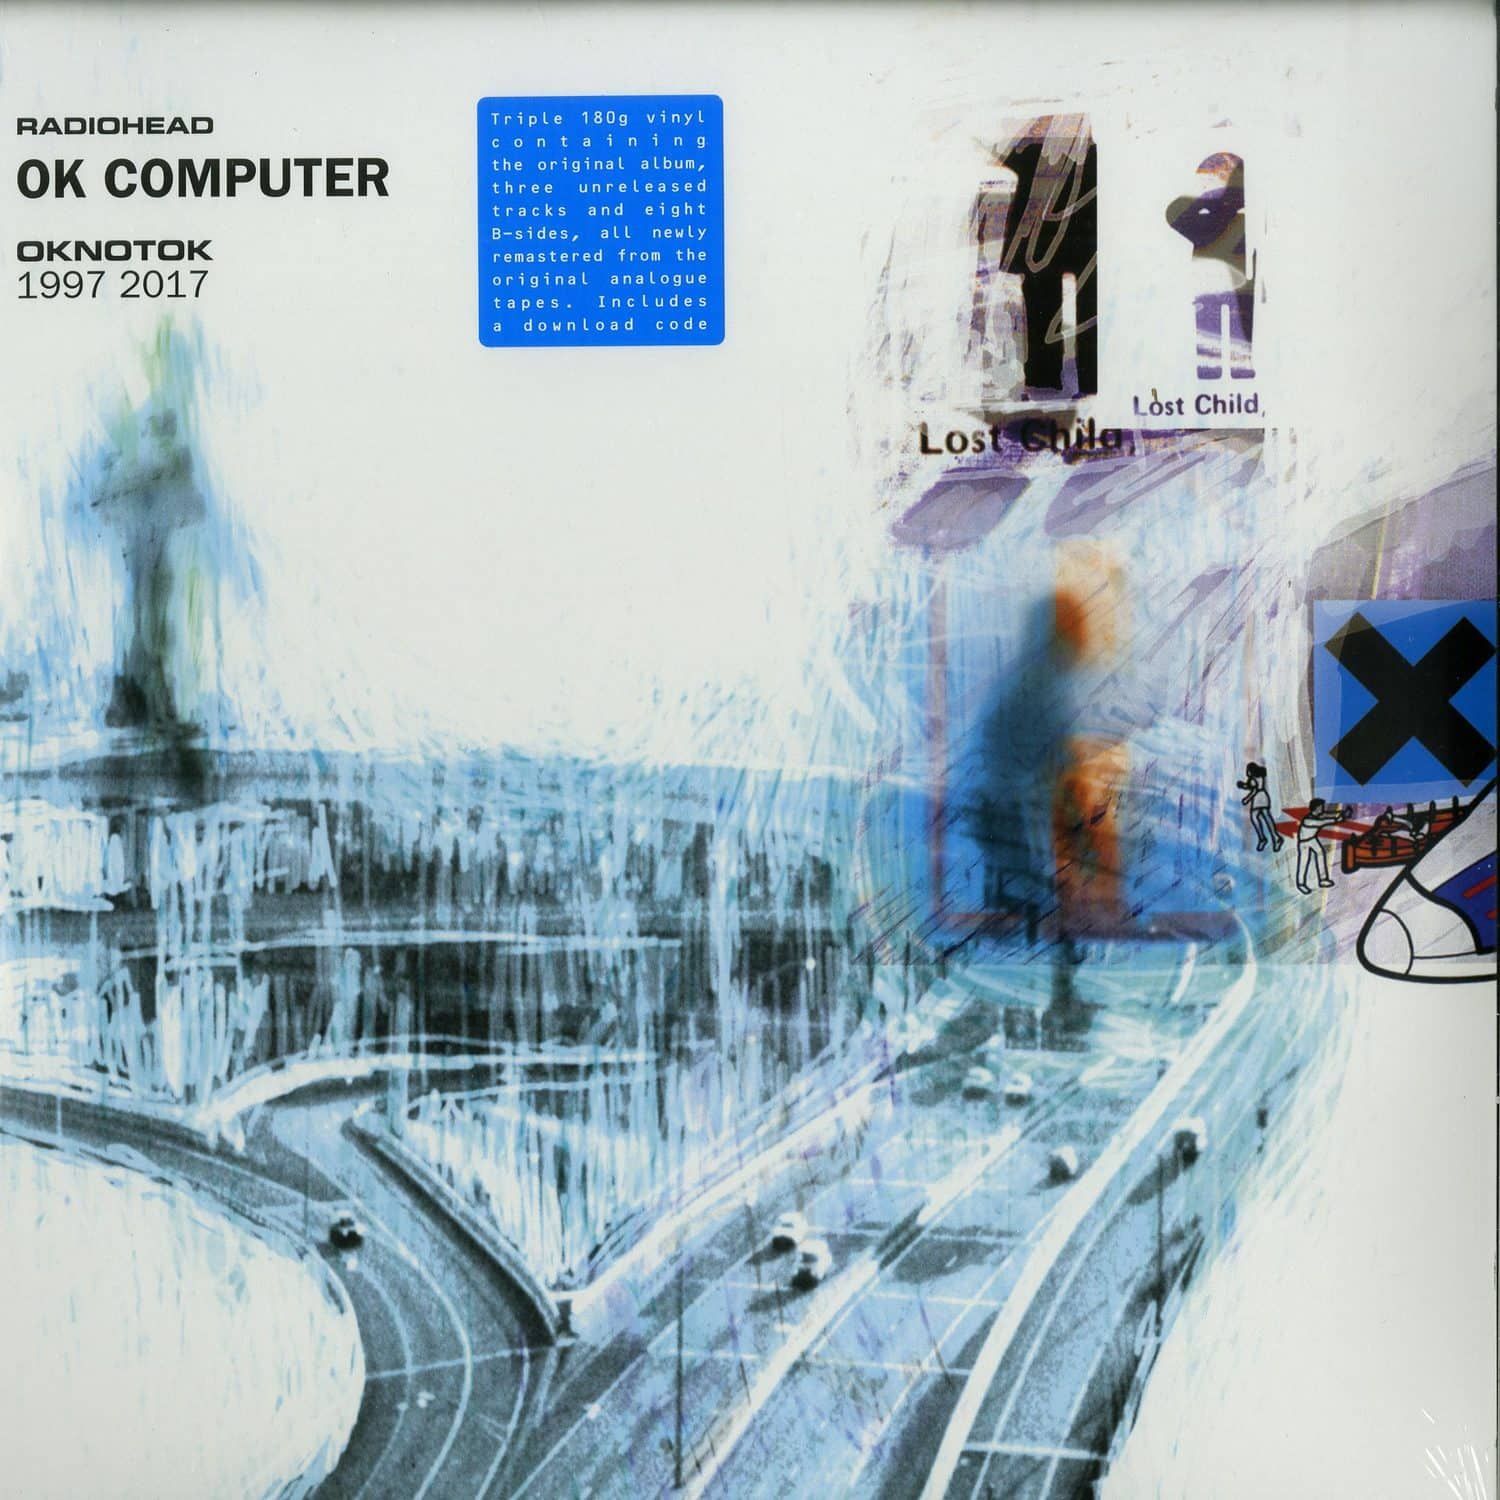 RADIOHEAD
OK COMPUTER
OKNOTOK
1997 2017
Triple 180g vinyl
containing
the original album,
three unreleased
tracks and eight
B-sides, all newly
remastered from the
original analogue
tapes. Includes
a download code
Lost Child,
Lost Child,